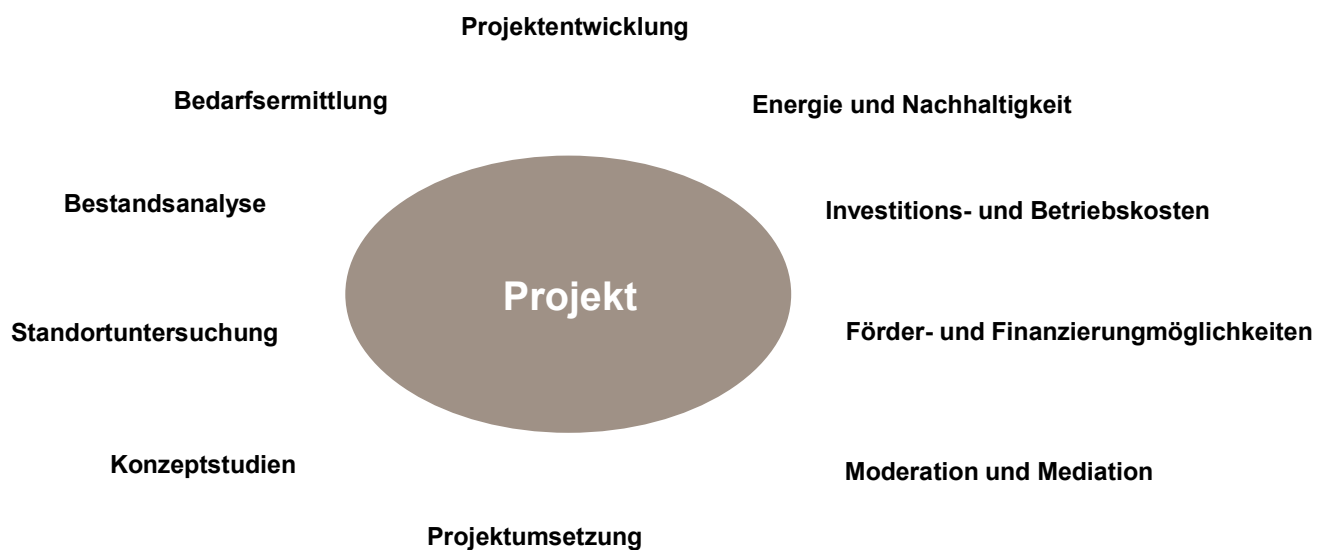 Projektentwicklung
Bedarfsermittlung
Energie und Nachhaltigkeit
Bestandsanalyse
Investitions- und Betriebskosten
Projekt
Standortuntersuchung
Förder- und Finanzierungmöglichkeiten
Konzeptstudien
Moderation und Mediation
Projektumsetzung